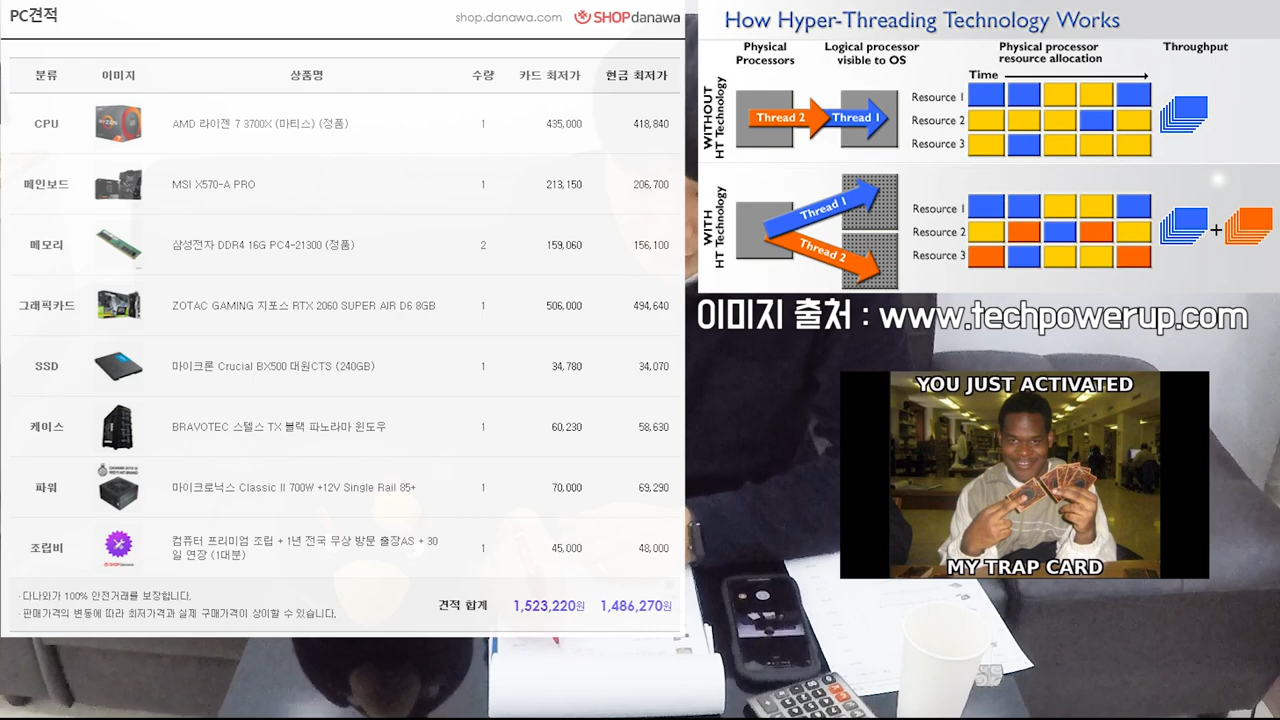 PC견적
shop.danawa.com SHOPdanawa
분류 이미지 상품명 수량 카드 최저가 현금 최저가
CPU AMD 라이젠 7 3700X (마티스) (정품) 1 435,000 418,840
메인보드 MSI X570-A PRO 1 213,150 206,700
메모리 삼성전자 DDR4 16G PC4-21300 (정품) 2 159,060 156,100
그래픽카드 ZOTAC GAMING 지포스 RTX 2060 SUPER AIR D6 8GB 1 506,000 494,640
SSD 마이크론 Crucial BX500 대원CTS (240GB) 1 34,780 34,070
케이스 BRAVOTEC 스텔스 TX 블랙 파노라마 윈도우 1 60,230 58,630
파워 마이크로닉스 Classic II 700W +12V Single Rail 85+ 1 70,000 69,290
조립비 컴퓨터 프리미엄 조립 + 1년 전국 무상 방문 출장AS + 30
일 연장 (1대분) 1 45,000 48,000
· 다나와가 100% 안전거래를 보장합니다.
· 판매가격의 변동에 따라 최저가격과 실제 구매가격이 상이할 수 있습니다.
견적 합계 1,523,220원 1,486,270원
How Hyper-Threading Technology Works
Physical
Processors
Logical processor
visible to OS
Physical processor
resource allocation
Throughput
Time
WITHOUT
HT Technology
Thread 2 Thread 1
Resource 1
Resource 2
Resource 3
WITH
HT Technology
Thread 1
Thread 2
Resource 1
Resource 2
Resource 3
+
이미지 출처 : www.techpowerup.com
YOU JUST ACTIVATED
MY TRAP CARD